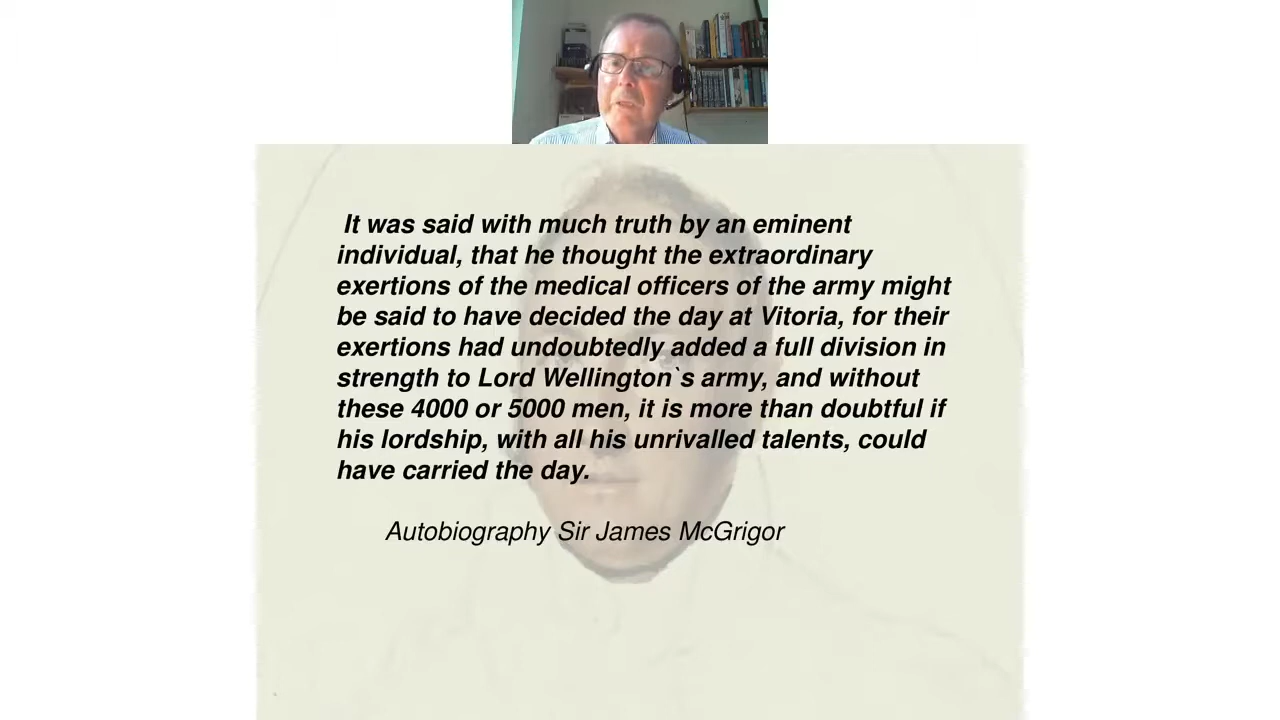 It was said with much truth by an eminent
individual, that he thought the extraordinary
exertions of the medical officers of the army might
be said to have decided the day at Vitoria, for their
exertions had undoubtedly added a full division in
strength to Lord Wellington`s army, and without
these 4000 or 5000 men, it is more than doubtful if
his lordship, with all his unrivalled talents, could
have carried the day.
Autobiography Sir James McGrigor